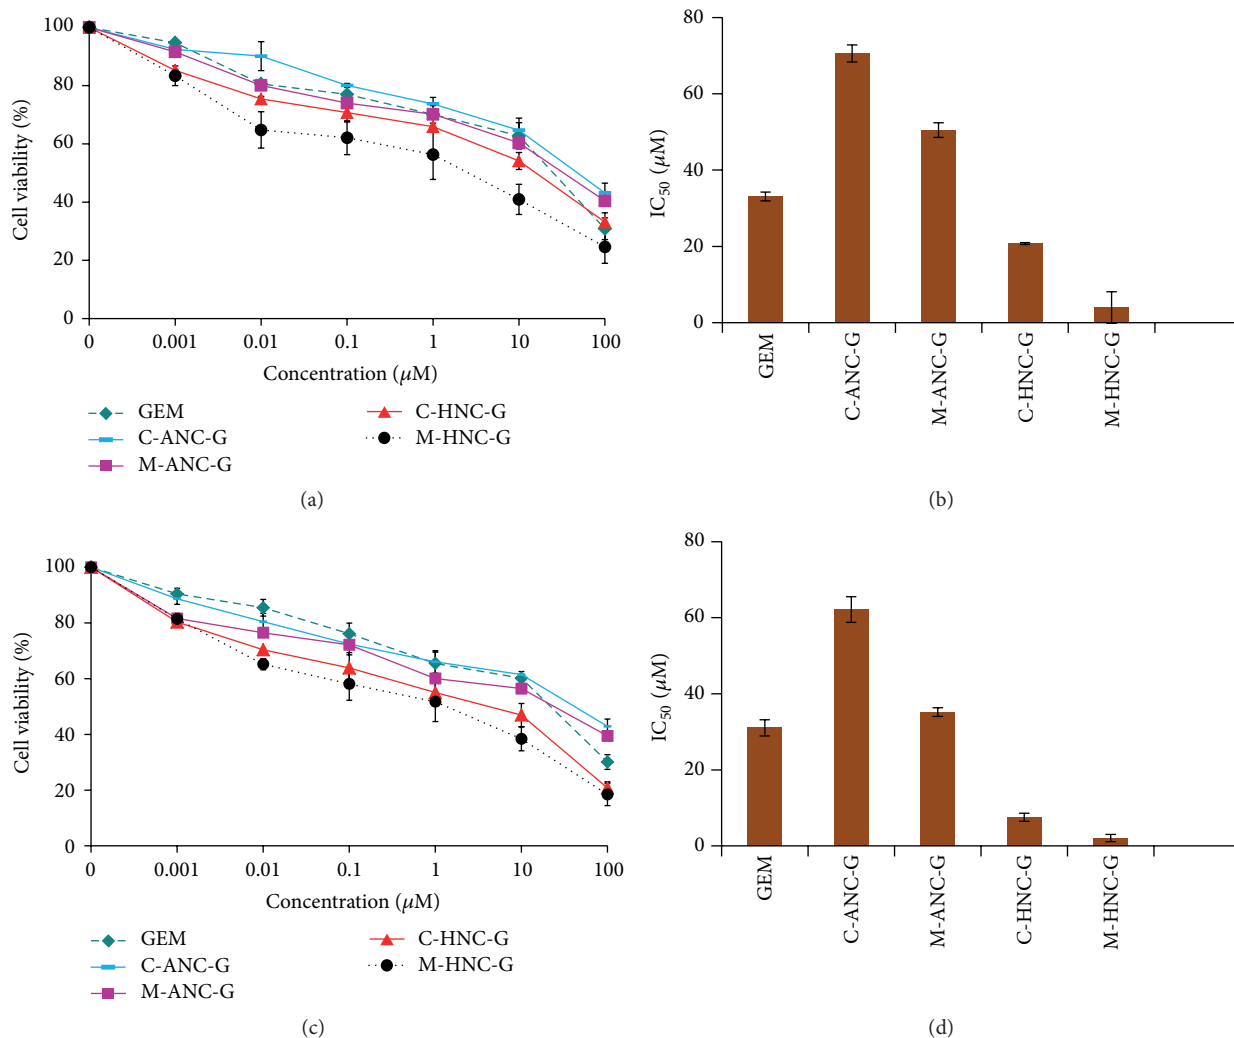 100
80
60
40
20
0
Cell viability (%)
0 0.001 0.01 0.1 1 10 100
Concentration (μM)
GEM
C-ANC-G
M-ANC-G
C-HNC-G
M-HNC-G
(a)
80
60
40
20
0
IC50 (μM)
GEM
C-ANC-G
M-ANC-G
C-HNC-G
M-HNC-G
(b)
100
80
60
40
20
0
Cell viability (%)
0 0.001 0.01 0.1 1 10 100
Concentration (μM)
GEM
C-ANC-G
M-ANC-G
C-HNC-G
M-HNC-G
(c)
80
60
40
20
0
IC50 (μM)
GEM
C-ANC-G
M-ANC-G
C-HNC-G
M-HNC-G
(d)